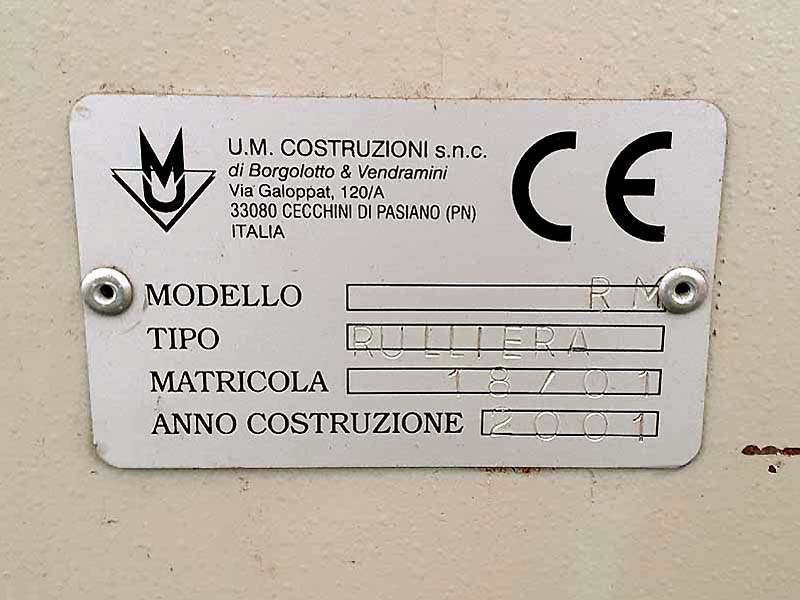 MU
U.M. COSTRUZIONI s.n.c.
di Borgolotto & Vendramini
Via Galoppat, 120/A
33080 CECCHINI DI PASIANO (PN)
ITALIA
CE
MODELLO RM
TIPO RULLIERA
MATRICOLA 18/01
ANNO COSTRUZIONE 2001